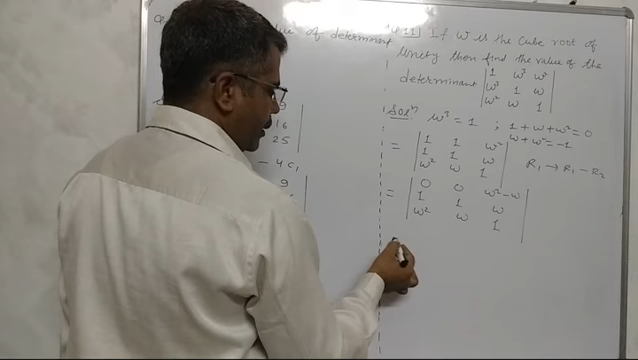 of determinant
9
16
25
- 4c₁
9
11 If ω is the cube root of
Unity then find the value of the
determinant | 1 ω³ ω² |
| ω³ 1 ω |
| ω² ω 1 |
Solⁿ ω³ = 1 ; 1 + ω + ω² = 0
ω + ω² = -1
= | 1 1 ω² |
| 1 1 ω |
| ω² ω 1 |
R₁ → R₁ - R₂
= | 0 0 ω² - ω |
| 1 1 ω |
| ω² ω 1 |